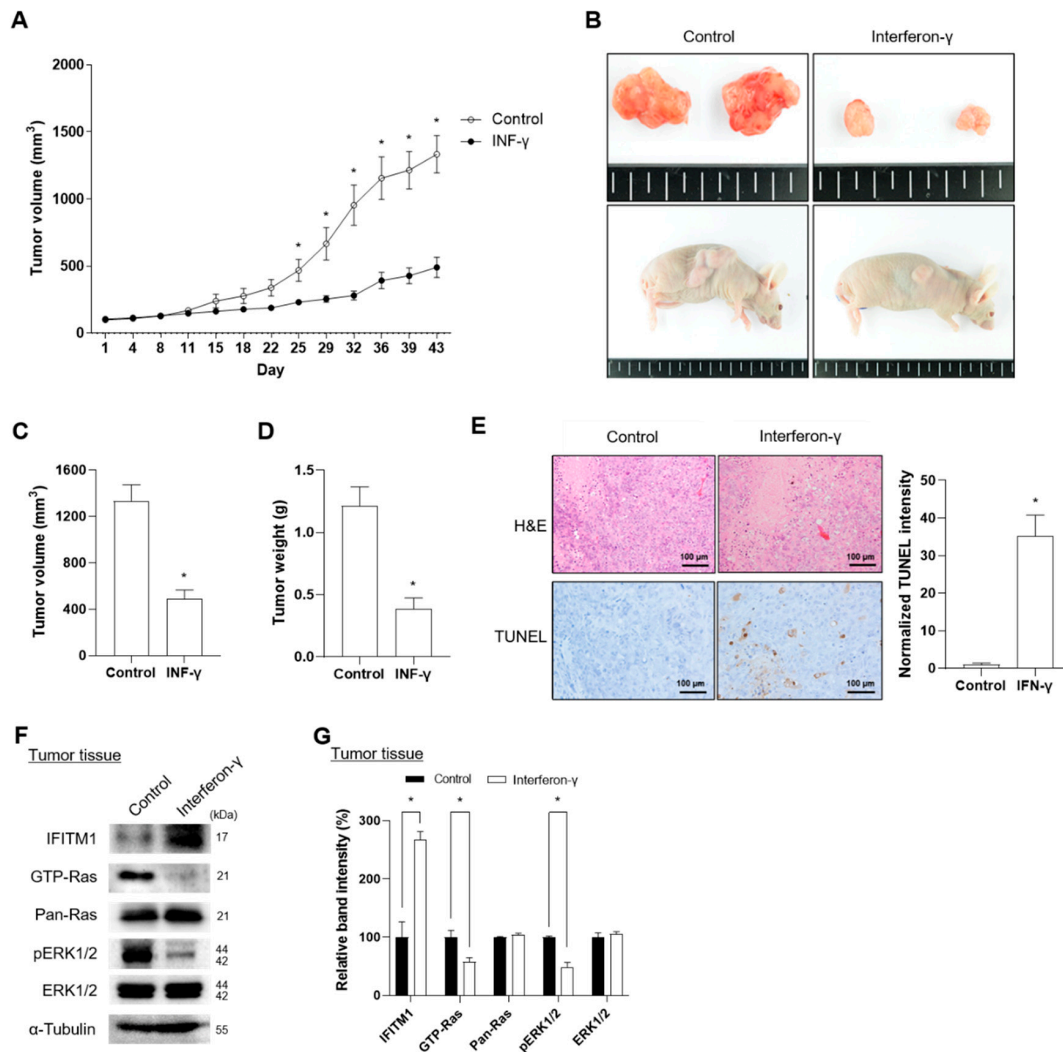 A
Tumor volume (mm³)
2000
1500
1000
500
0
1 4 8 11 15 18 22 25 29 32 36 39 43
Day
* * * * * * *
Control
INF-γ
B
Control Interferon-γ
C
Tumor volume (mm³)
1600
1200
800
400
0
*
Control INF-γ
D
Tumor weight (g)
1.5
1.0
0.5
0.0
*
Control INF-γ
E
Control Interferon-γ
H&E
100 μm 100 μm
TUNEL
100 μm 100 μm
Normalized TUNEL intensity
50
40
30
20
10
0
*
Control IFN-γ
F
Tumor tissue
Control Interferon-γ
(kDa)
IFITM1 17
GTP-Ras 21
Pan-Ras 21
pERK1/2 44
42
ERK1/2 44
42
α-Tubulin 55
G
Tumor tissue
Control Interferon-γ
Relative band intensity (%)
300
200
100
50
0
* * *
IFITM1 GTP-Ras Pan-Ras pERK1/2 ERK1/2